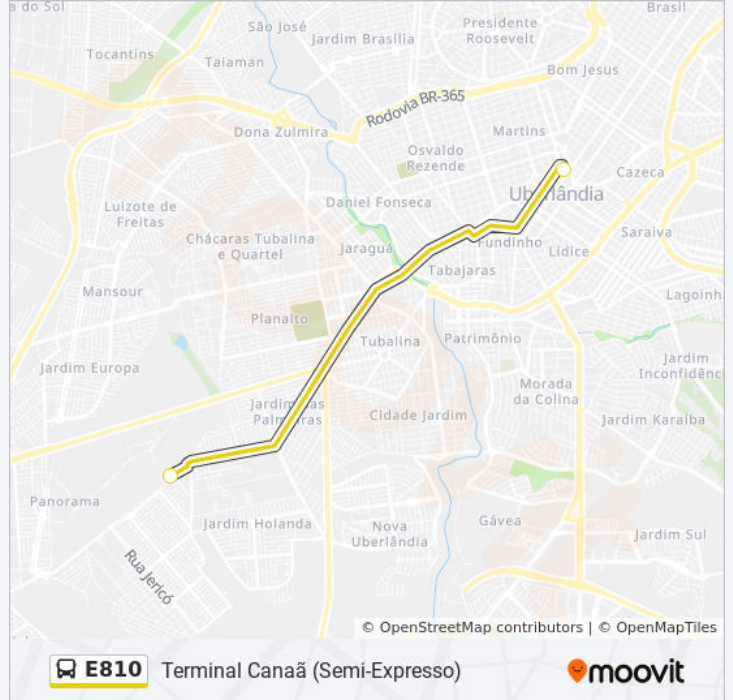 a do Sol
Brasil
São José
Presidente
Roosevelt
Jardim Brasília
Tocantins
Taiaman
Bom Jesus
Rodovia BR-365
Dona Zulmira
Martins
Osvaldo
Rezende
Cazeca
Uberlândia
Luizote de
Freitas
Daniel Fonseca
Saraiva
Chácaras Tubalina
e Quartel
Jaraguá
Fundinho
Lídice
Tabajaras
Mansour
Lagoinh
Planalto
Tubalina
Patrimônio
Jardim Europa
Jardim
Inconfidênci
Morada
da Colina
Jardim das
Palmeiras
Cidade Jardim
Jardim Karaíba
Panorama
Jardim Holanda
Nova
Uberlândia
Gávea
Jardim Sul
Rua Jericó
© OpenStreetMap contributors | © OpenMapTiles
E810 Terminal Canaã (Semi-Expresso)
moovit